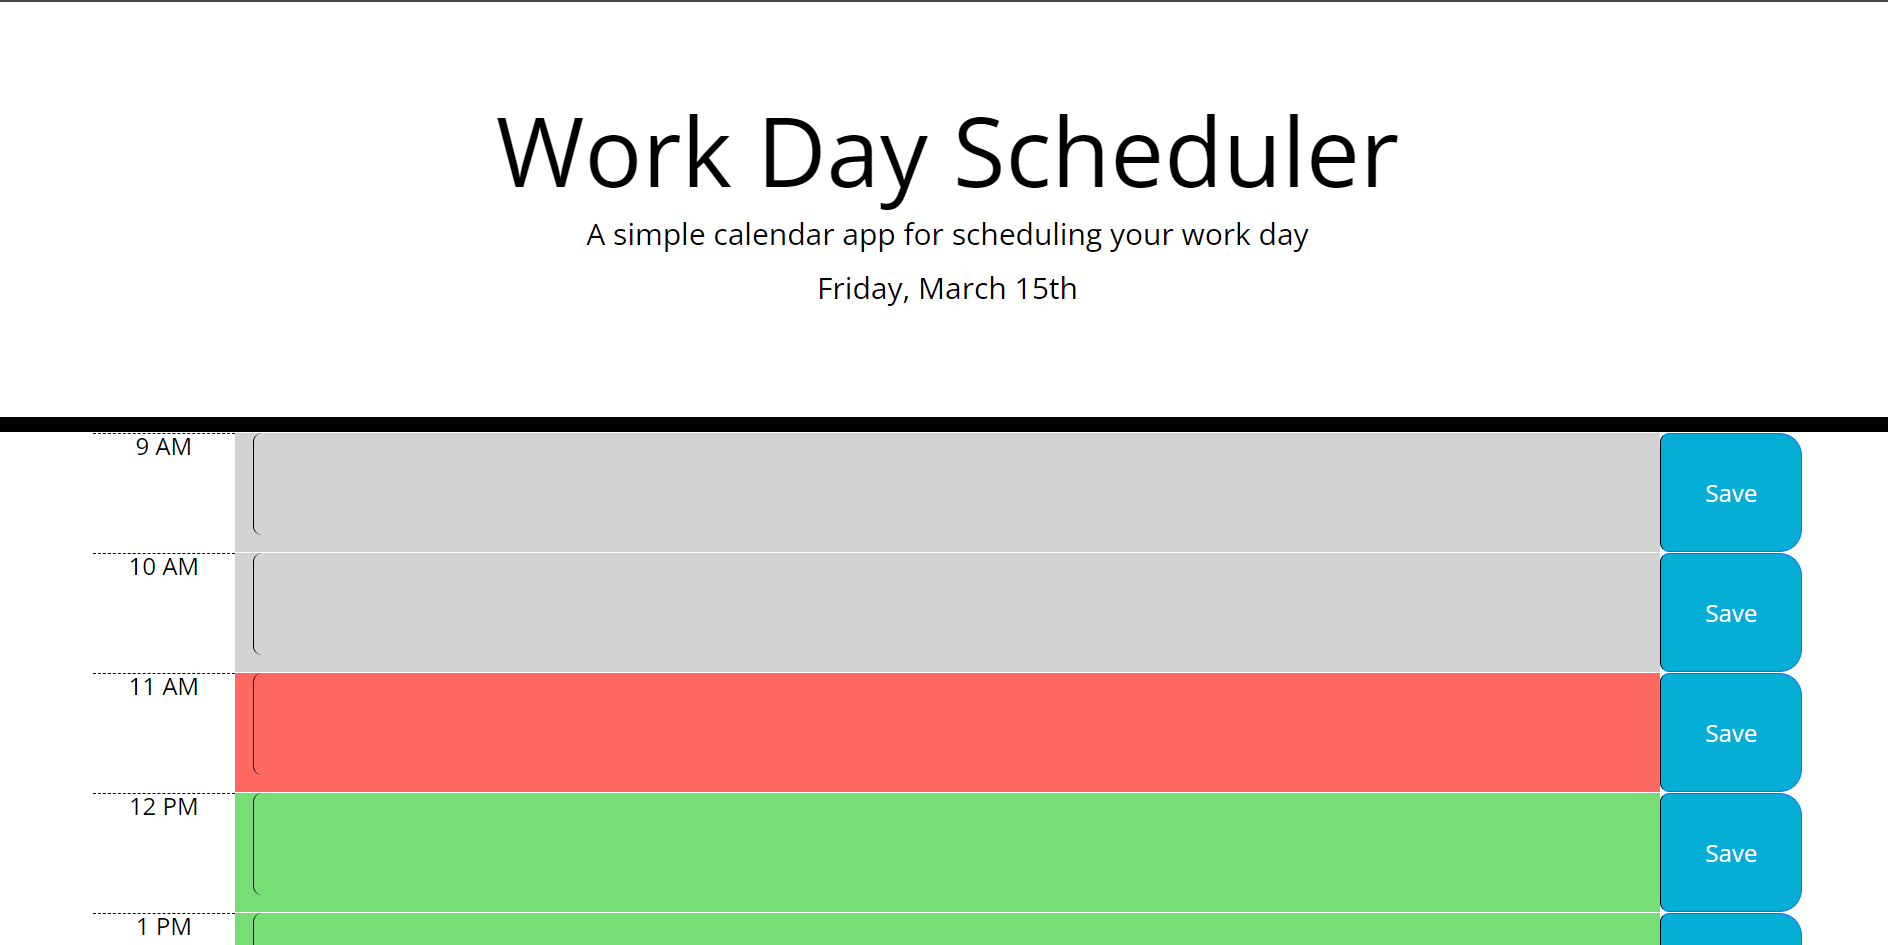 Work Day Scheduler
A simple calendar app for scheduling your work day
Friday, March 15th
9 AM
Save
10 AM
Save
11 AM
Save
12 PM
Save
1 PM